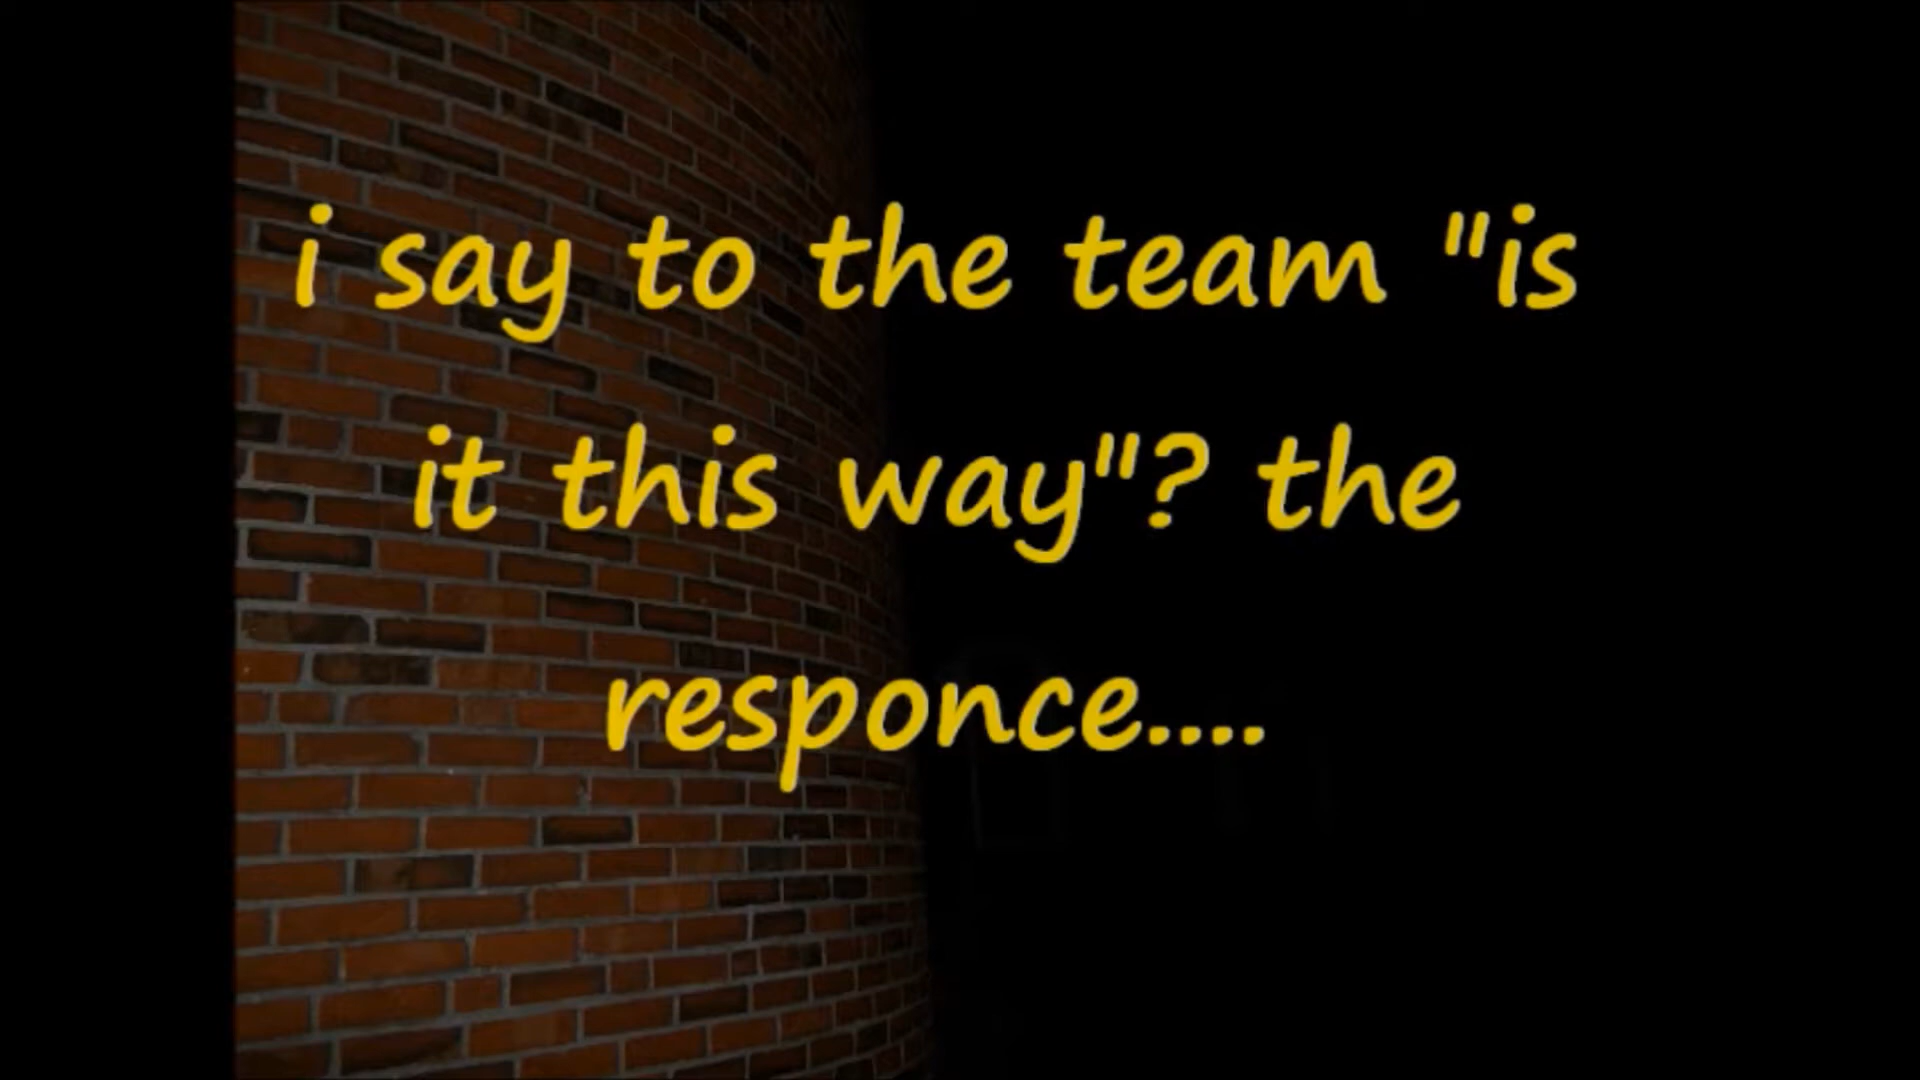 i say to the team "is
it this way"? the
responce....